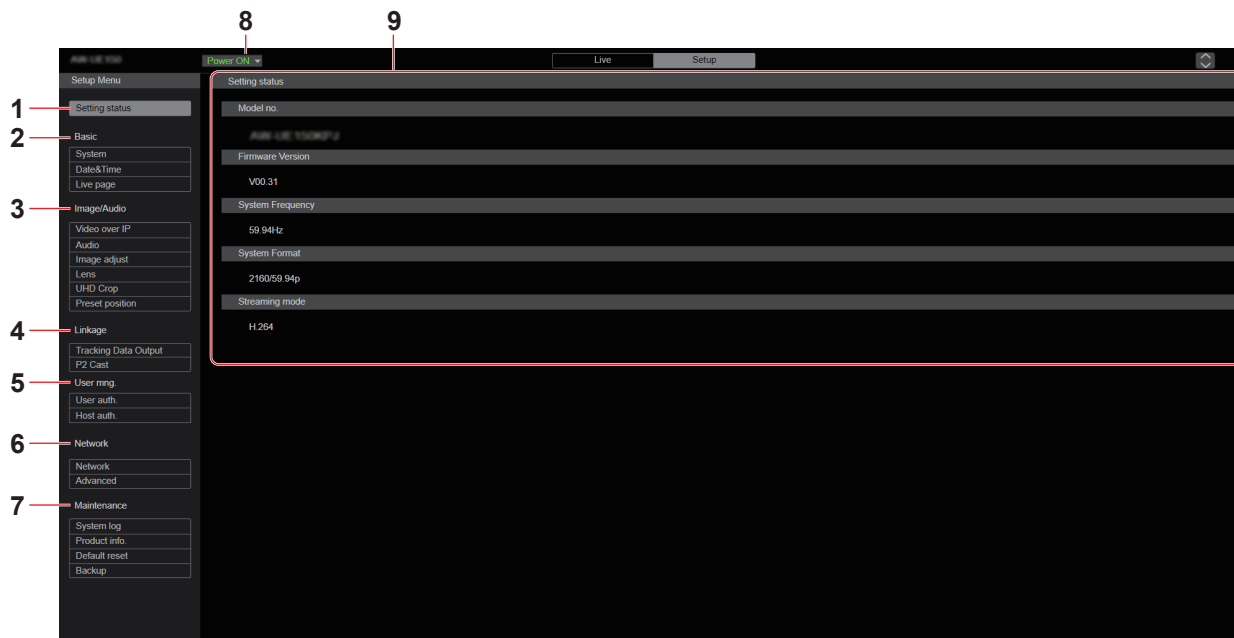 8 9
Power ON Live Setup
Setup Menu
Setting status
1 Setting status
2 Basic
System
Date&Time
Live page
3 Image/Audio
Video over IP
Audio
Image adjust
Lens
UHD Crop
Preset position
4 Linkage
Tracking Data Output
P2 Cast
5 User mng.
User auth.
Host auth.
6 Network
Network
Advanced
7 Maintenance
System log
Product info.
Default reset
Backup
Model no.
Firmware Version
V00.31
System Frequency
59.94Hz
System Format
2160/59.94p
Streaming mode
H.264